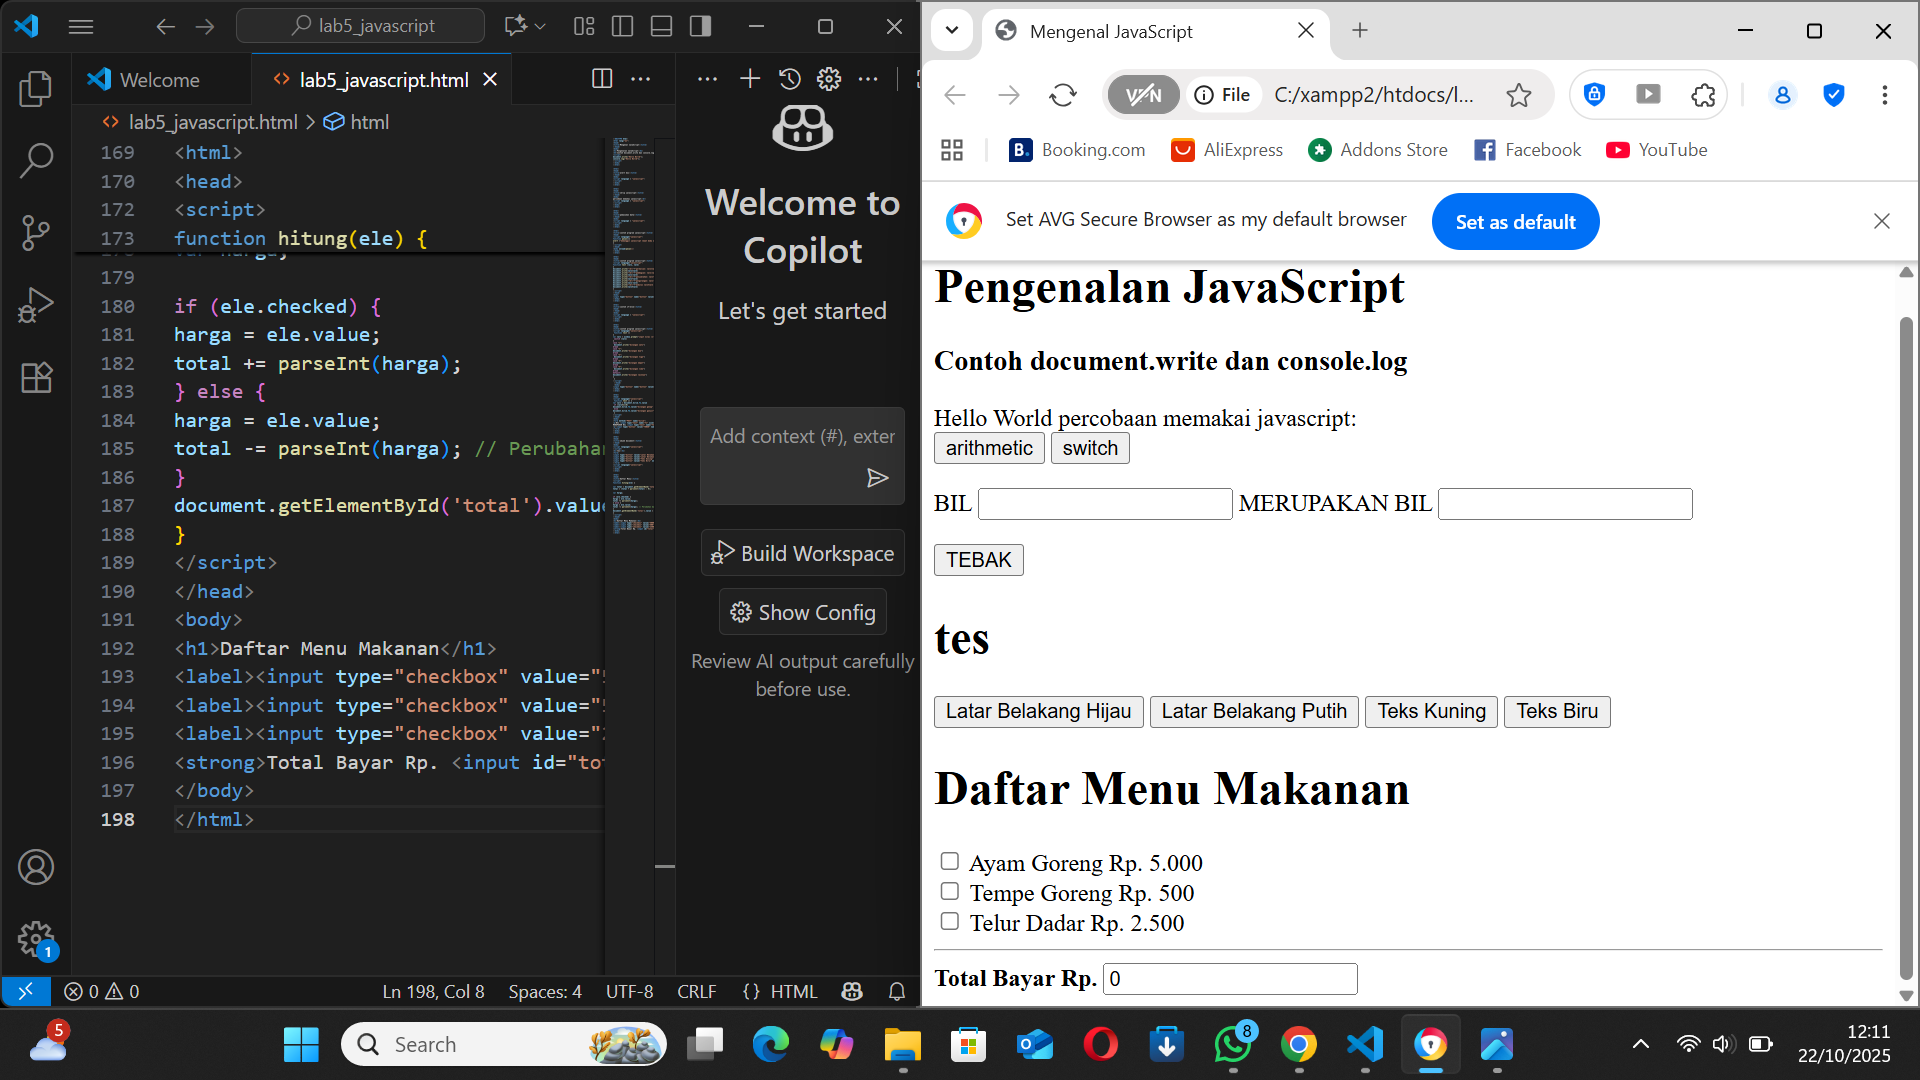 lab5_javascript
Welcome
lab5_javascript.html
lab5_javascript.html > html
169 <html>
170 <head>
172 <script>
173 function hitung(ele) {
179
180 if (ele.checked) {
181 harga = ele.value;
182 total += parseInt(harga);
183 } else {
184 harga = ele.value;
185 total -= parseInt(harga); // Perubahan
186 }
187 document.getElementById('total').value
188 }
189 </script>
190 </head>
191 <body>
192 <h1>Daftar Menu Makanan</h1>
193 <label><input type="checkbox" value="5
194 <label><input type="checkbox" value="5
195 <label><input type="checkbox" value="2
196 <strong>Total Bayar Rp. <input id="to
197 </body>
198 </html>
Welcome to
Copilot
Let's get started
Add context (#), exter
Build Workspace
Show Config
Review AI output carefully
before use.
0 0
Ln 198, Col 8
Spaces: 4
UTF-8
CRLF
{} HTML
1
Mengenal JavaScript
VPN
File
C:/xampp2/htdocs/l...
B. Booking.com
AliExpress
Addons Store
Facebook
YouTube
Set AVG Secure Browser as my default browser
Set as default
Pengenalan JavaScript
Contoh document.write dan console.log
Hello World percobaan memakai javascript:
arithmetic switch
BIL MERUPAKAN BIL
TEBAK
tes
Latar Belakang Hijau Latar Belakang Putih Teks Kuning Teks Biru
Daftar Menu Makanan
Ayam Goreng Rp. 5.000
Tempe Goreng Rp. 500
Telur Dadar Rp. 2.500
Total Bayar Rp. 0
5
Search
8
12:11
22/10/2025